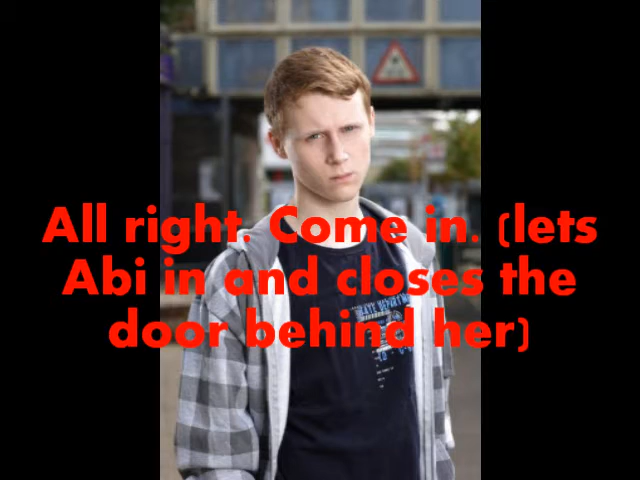 All right. Come in. (lets
Abi in and closes the
door behind her)